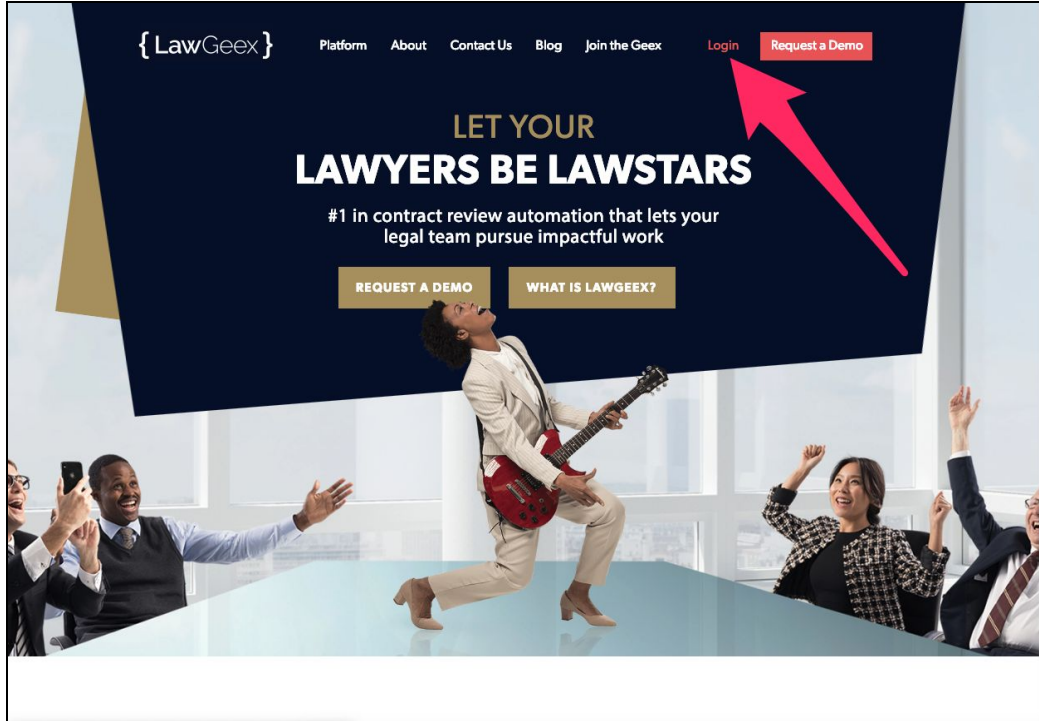 {LawGeex}
Platform About Contact Us Blog Join the Geex Login Request a Demo
LET YOUR
LAWYERS BE LAWSTARS
#1 in contract review automation that lets your
legal team pursue impactful work
REQUEST A DEMO WHAT IS LAWGEEX?